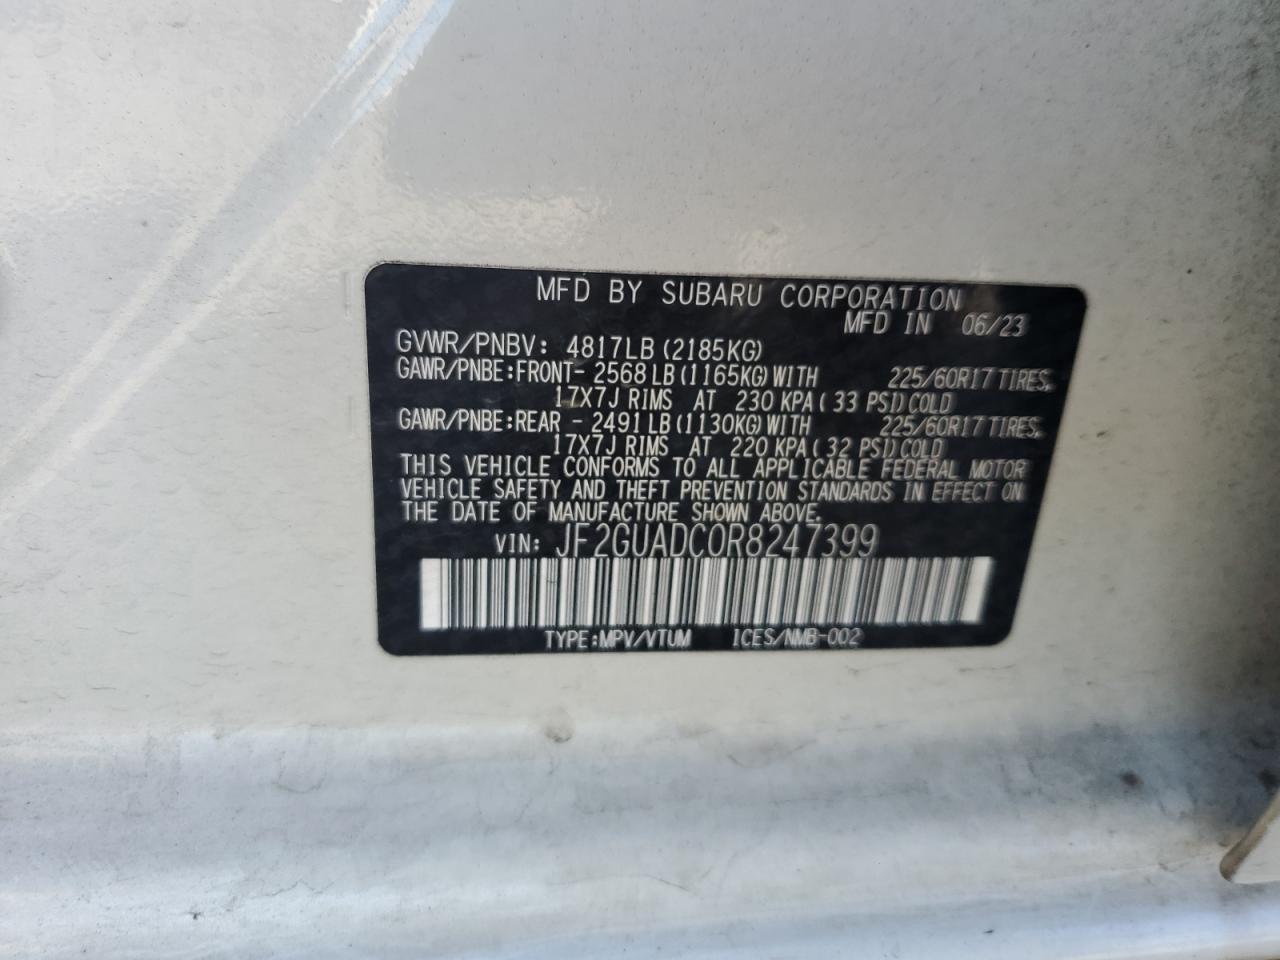 MFD BY SUBARU CORPORATION
MFD IN 06/23
GVWR/PNBV: 4817LB (2185KG)
GAWR/PNBE:FRONT- 2568 LB (1165KG) WITH 225/60R17 TIRES,
17X7J RIMS AT 230 KPA ( 33 PSI) COLD
GAWR/PNBE:REAR - 2491 LB (1130KG) WITH 225/60R17 TIRES,
17X7J RIMS AT 220 KPA ( 32 PSI) COLD
THIS VEHICLE CONFORMS TO ALL APPLICABLE FEDERAL MOTOR
VEHICLE SAFETY AND THEFT PREVENTION STANDARDS IN EFFECT ON
THE DATE OF MANUFACTURE SHOWN ABOVE.
VIN: JF2GUADC0R8247399
TYPE:MPV/VTUM ICES/NMB-002